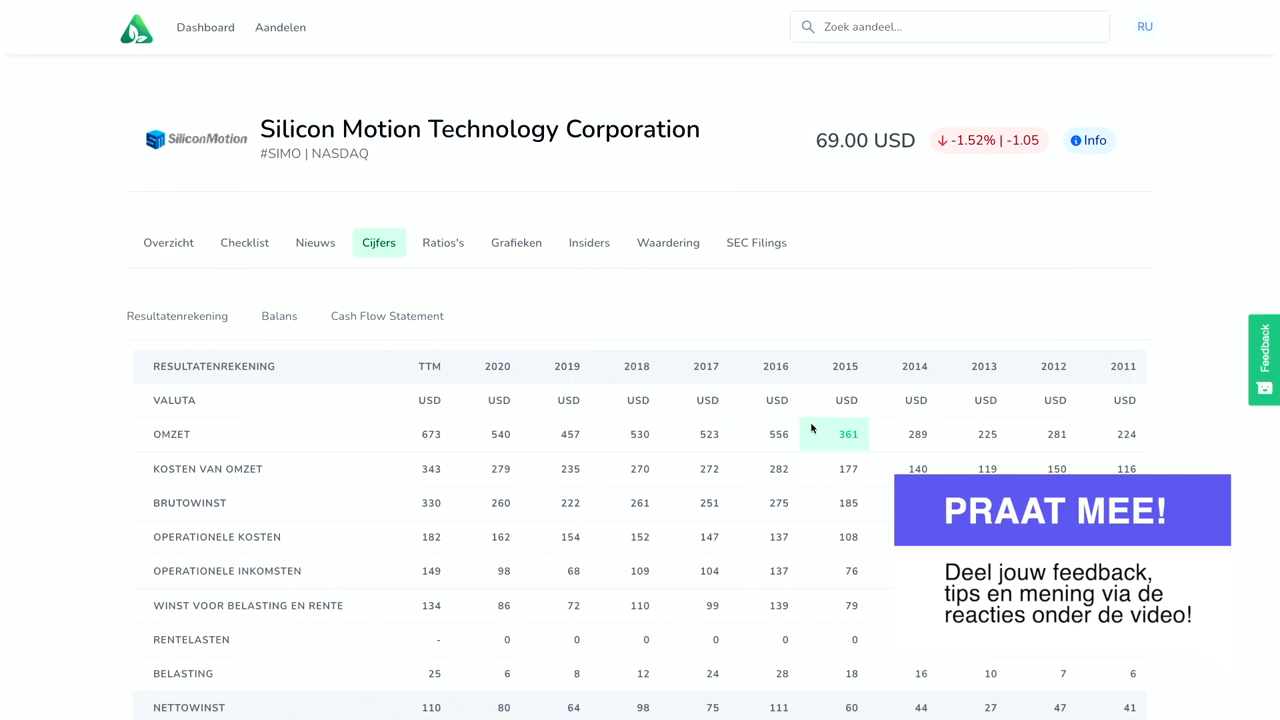 Dashboard Aandelen Zoek aandeel... RU
SiliconMotion
Silicon Motion Technology Corporation
#SIMO | NASDAQ
69.00 USD -1.52% | -1.05 Info
Overzicht Checklist Nieuws Cijfers Ratios's Grafieken Insiders Waardering SEC Filings
Feedback
Resultatenrekening Balans Cash Flow Statement
RESULTATENREKENING TTM 2020 2019 2018 2017 2016 2015 2014 2013 2012 2011
VALUTA USD USD USD USD USD USD USD USD USD USD USD
OMZET 673 540 457 530 523 556 361 289 225 281 224
KOSTEN VAN OMZET 343 279 235 270 272 282 177 140 119 150 116
BRUTOWINST 330 260 222 261 251 275 185
OPERATIONELE KOSTEN 182 162 154 152 147 137 108
OPERATIONELE INKOMSTEN 149 98 68 109 104 137 76
WINST VOOR BELASTING EN RENTE 134 86 72 110 99 139 79
RENTELASTEN - 0 0 0 0 0 0
BELASTING 25 6 8 12 24 28 18 16 10 7 6
NETTOWINST 110 80 64 98 75 111 60 44 27 47 41
PRAAT MEE!
Deel jouw feedback,
tips en mening via de
reacties onder de video!